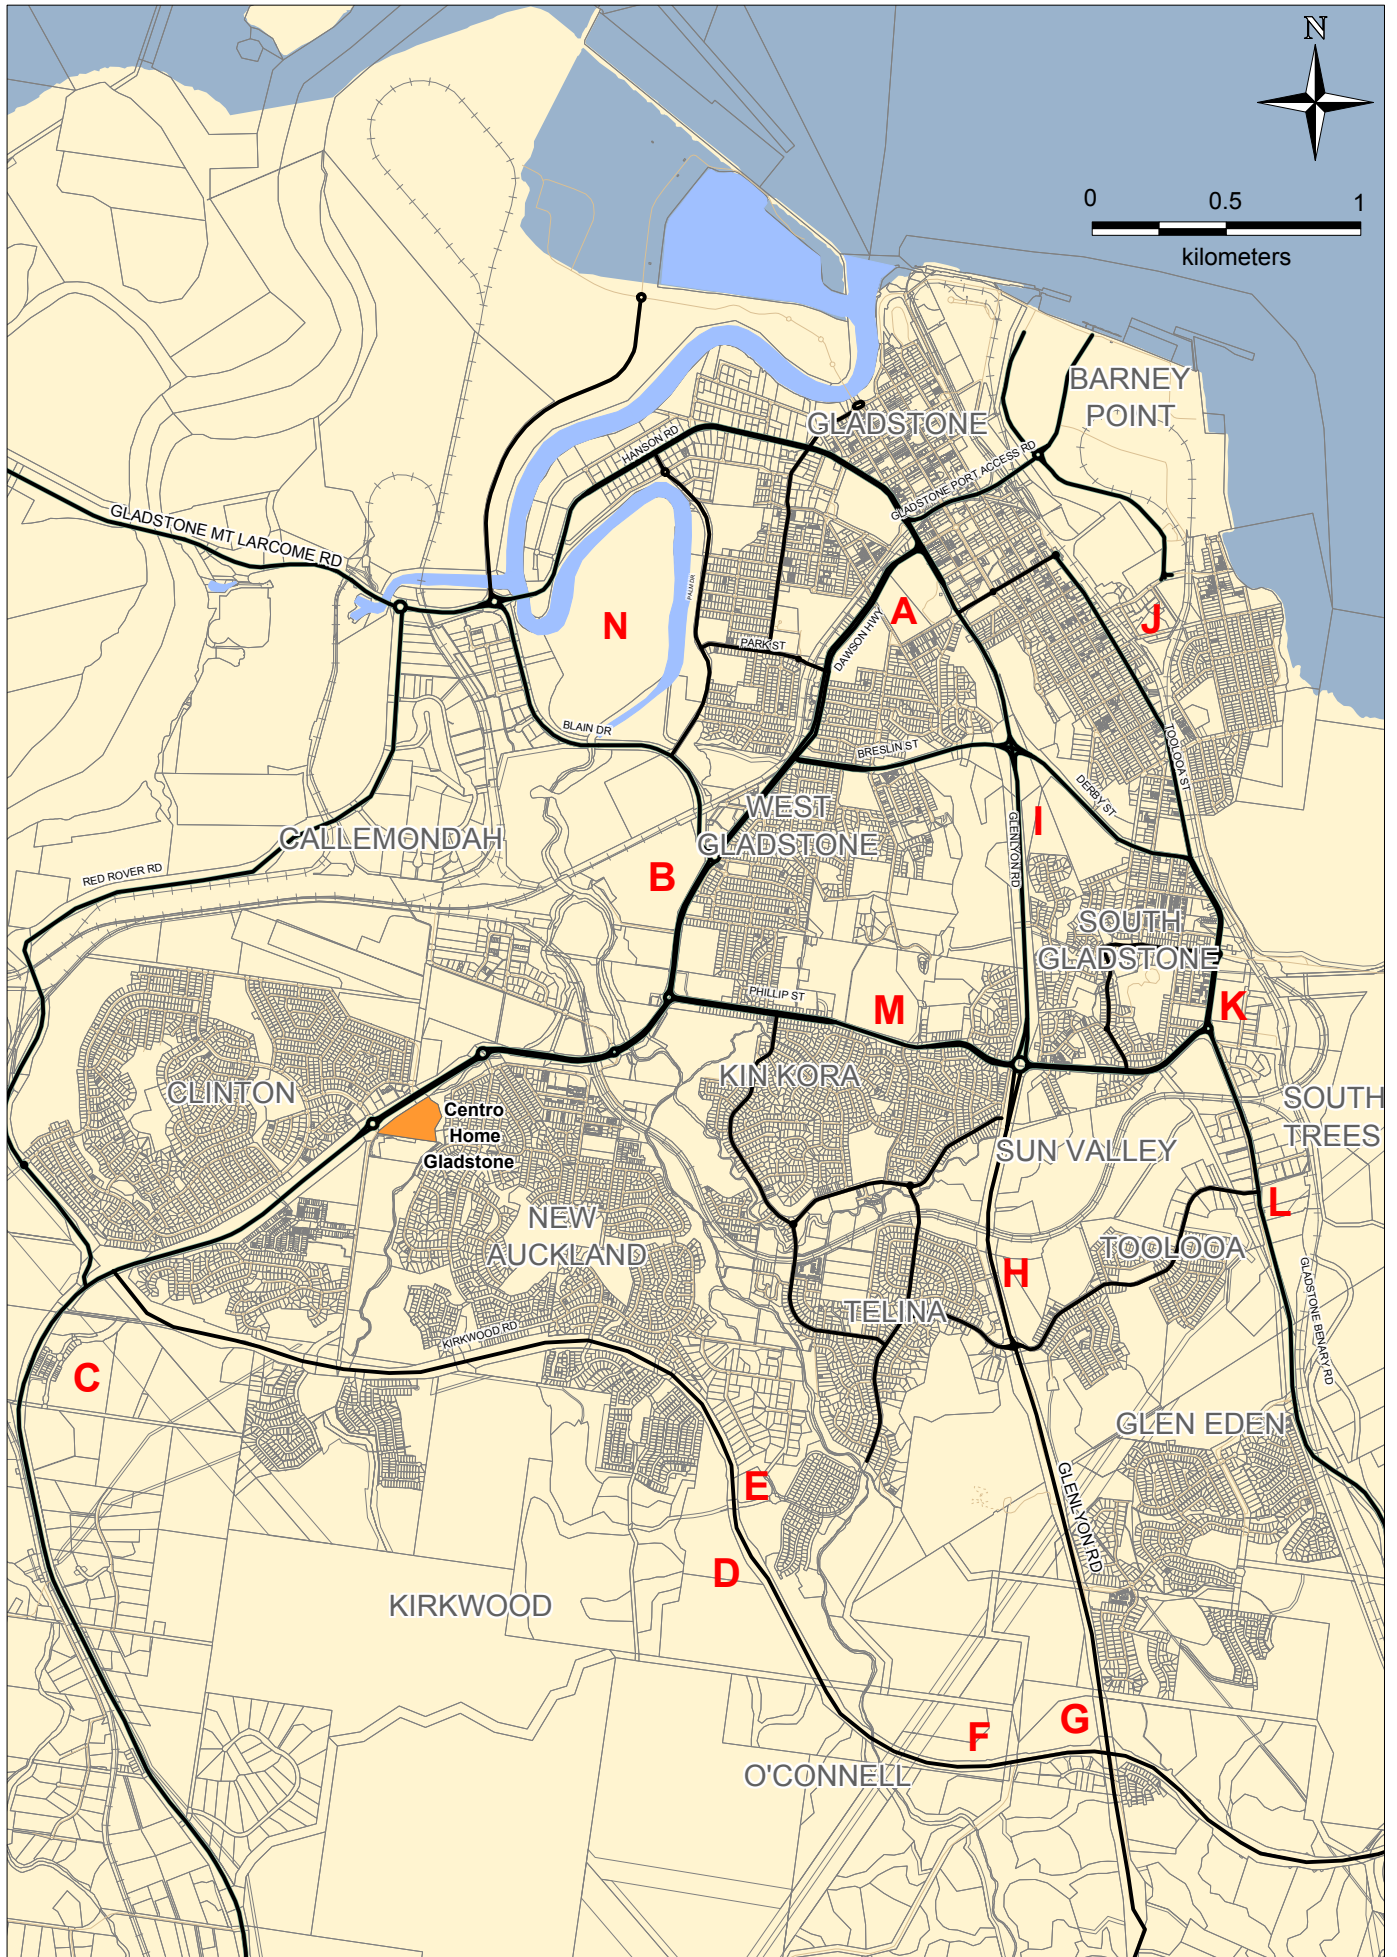 N
0 0.5 1
kilometers
BARNEY
POINT
GLADSTONE
HANSON RD
GLADSTONE PORT ACCESS RD
GLADSTONE MT LARCOME RD
PALM DR
A
J
N
DAWSON HWY
PARK ST
BLAIN DR
BRESLIN ST
TOOLOOA ST
DERBY ST
WEST
GLADSTONE
I
GLENLYON RD
CALLEMONDAH
RED ROVER RD
B
SOUTH
GLADSTONE
PHILLIP ST
M
K
KIN KORA
CLINTON
Centro
Home
Gladstone
SOUTH
TREES
SUN VALLEY
L
NEW
AUCKLAND
TOOLOOA
H
GLADSTONE BENARY RD
TELINA
KIRKWOOD RD
C
GLEN EDEN
E
GLENLYON RD
D
KIRKWOOD
G
F
O'CONNELL